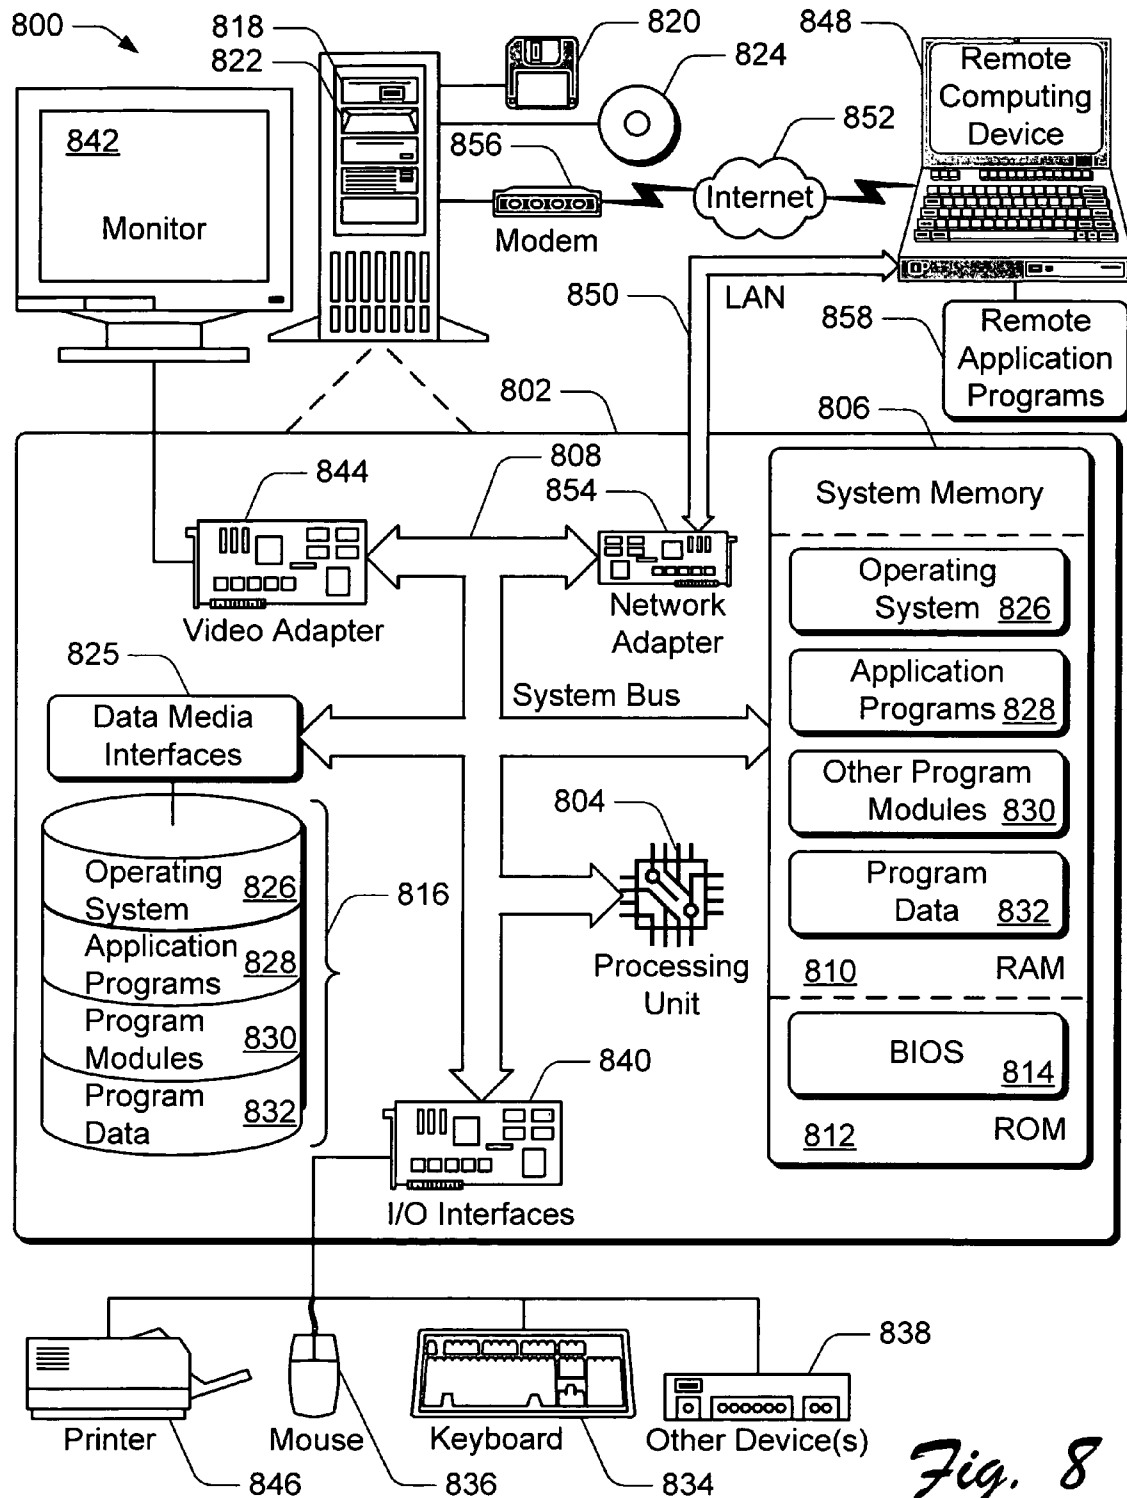 800
818
822
820
824
848
Remote
Computing
Device
842
Monitor
856
852
Internet
Modem
850
LAN
858
Remote
Application
Programs
802
806
844
808
854
System Memory
Operating
System 826
Video Adapter
Network
Adapter
825
Data Media
Interfaces
System Bus
Application
Programs 828
Other Program
Modules 830
804
Program
Data 832
Processing
Unit
810 RAM
Operating
System 826
816
Application
Programs 828
Program
Modules 830
Program
Data 832
840
BIOS 814
812 ROM
I/O Interfaces
838
Printer
Mouse
Keyboard
Other Device(s)
846
836
834
Fig. 8